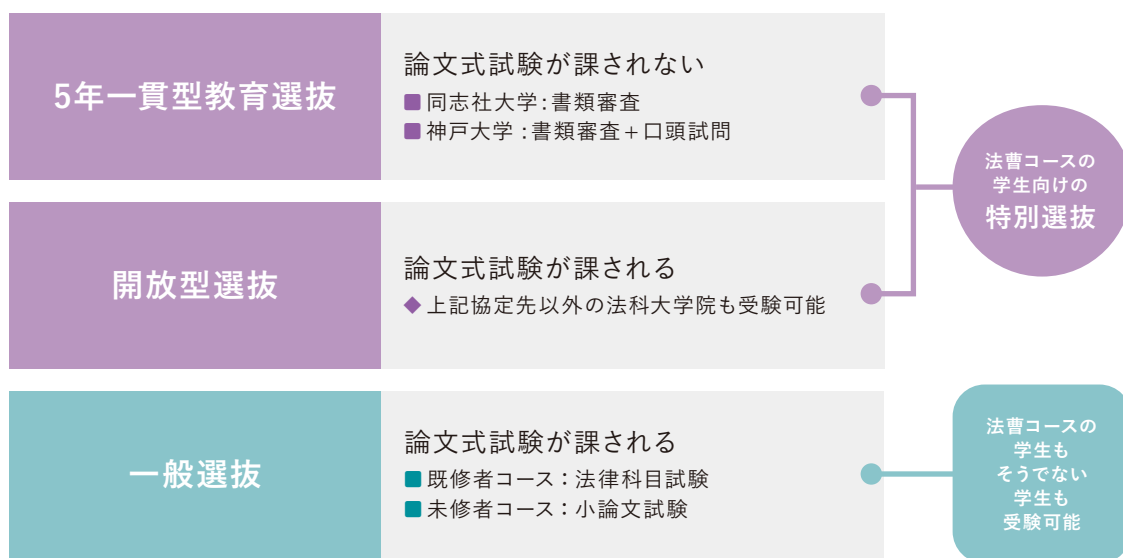 5年一貫型教育選抜
論文式試験が課されない
■同志社大学：書類審査
■神戸大学：書類審査＋口頭試問
開放型選抜
論文式試験が課される
◆上記協定先以外の法科大学院も受験可能
法曹コースの
学生向けの
特別選抜
一般選抜
論文式試験が課される
■既修者コース：法律科目試験
■未修者コース：小論文試験
法曹コースの
学生も
そうでない
学生も
受験可能